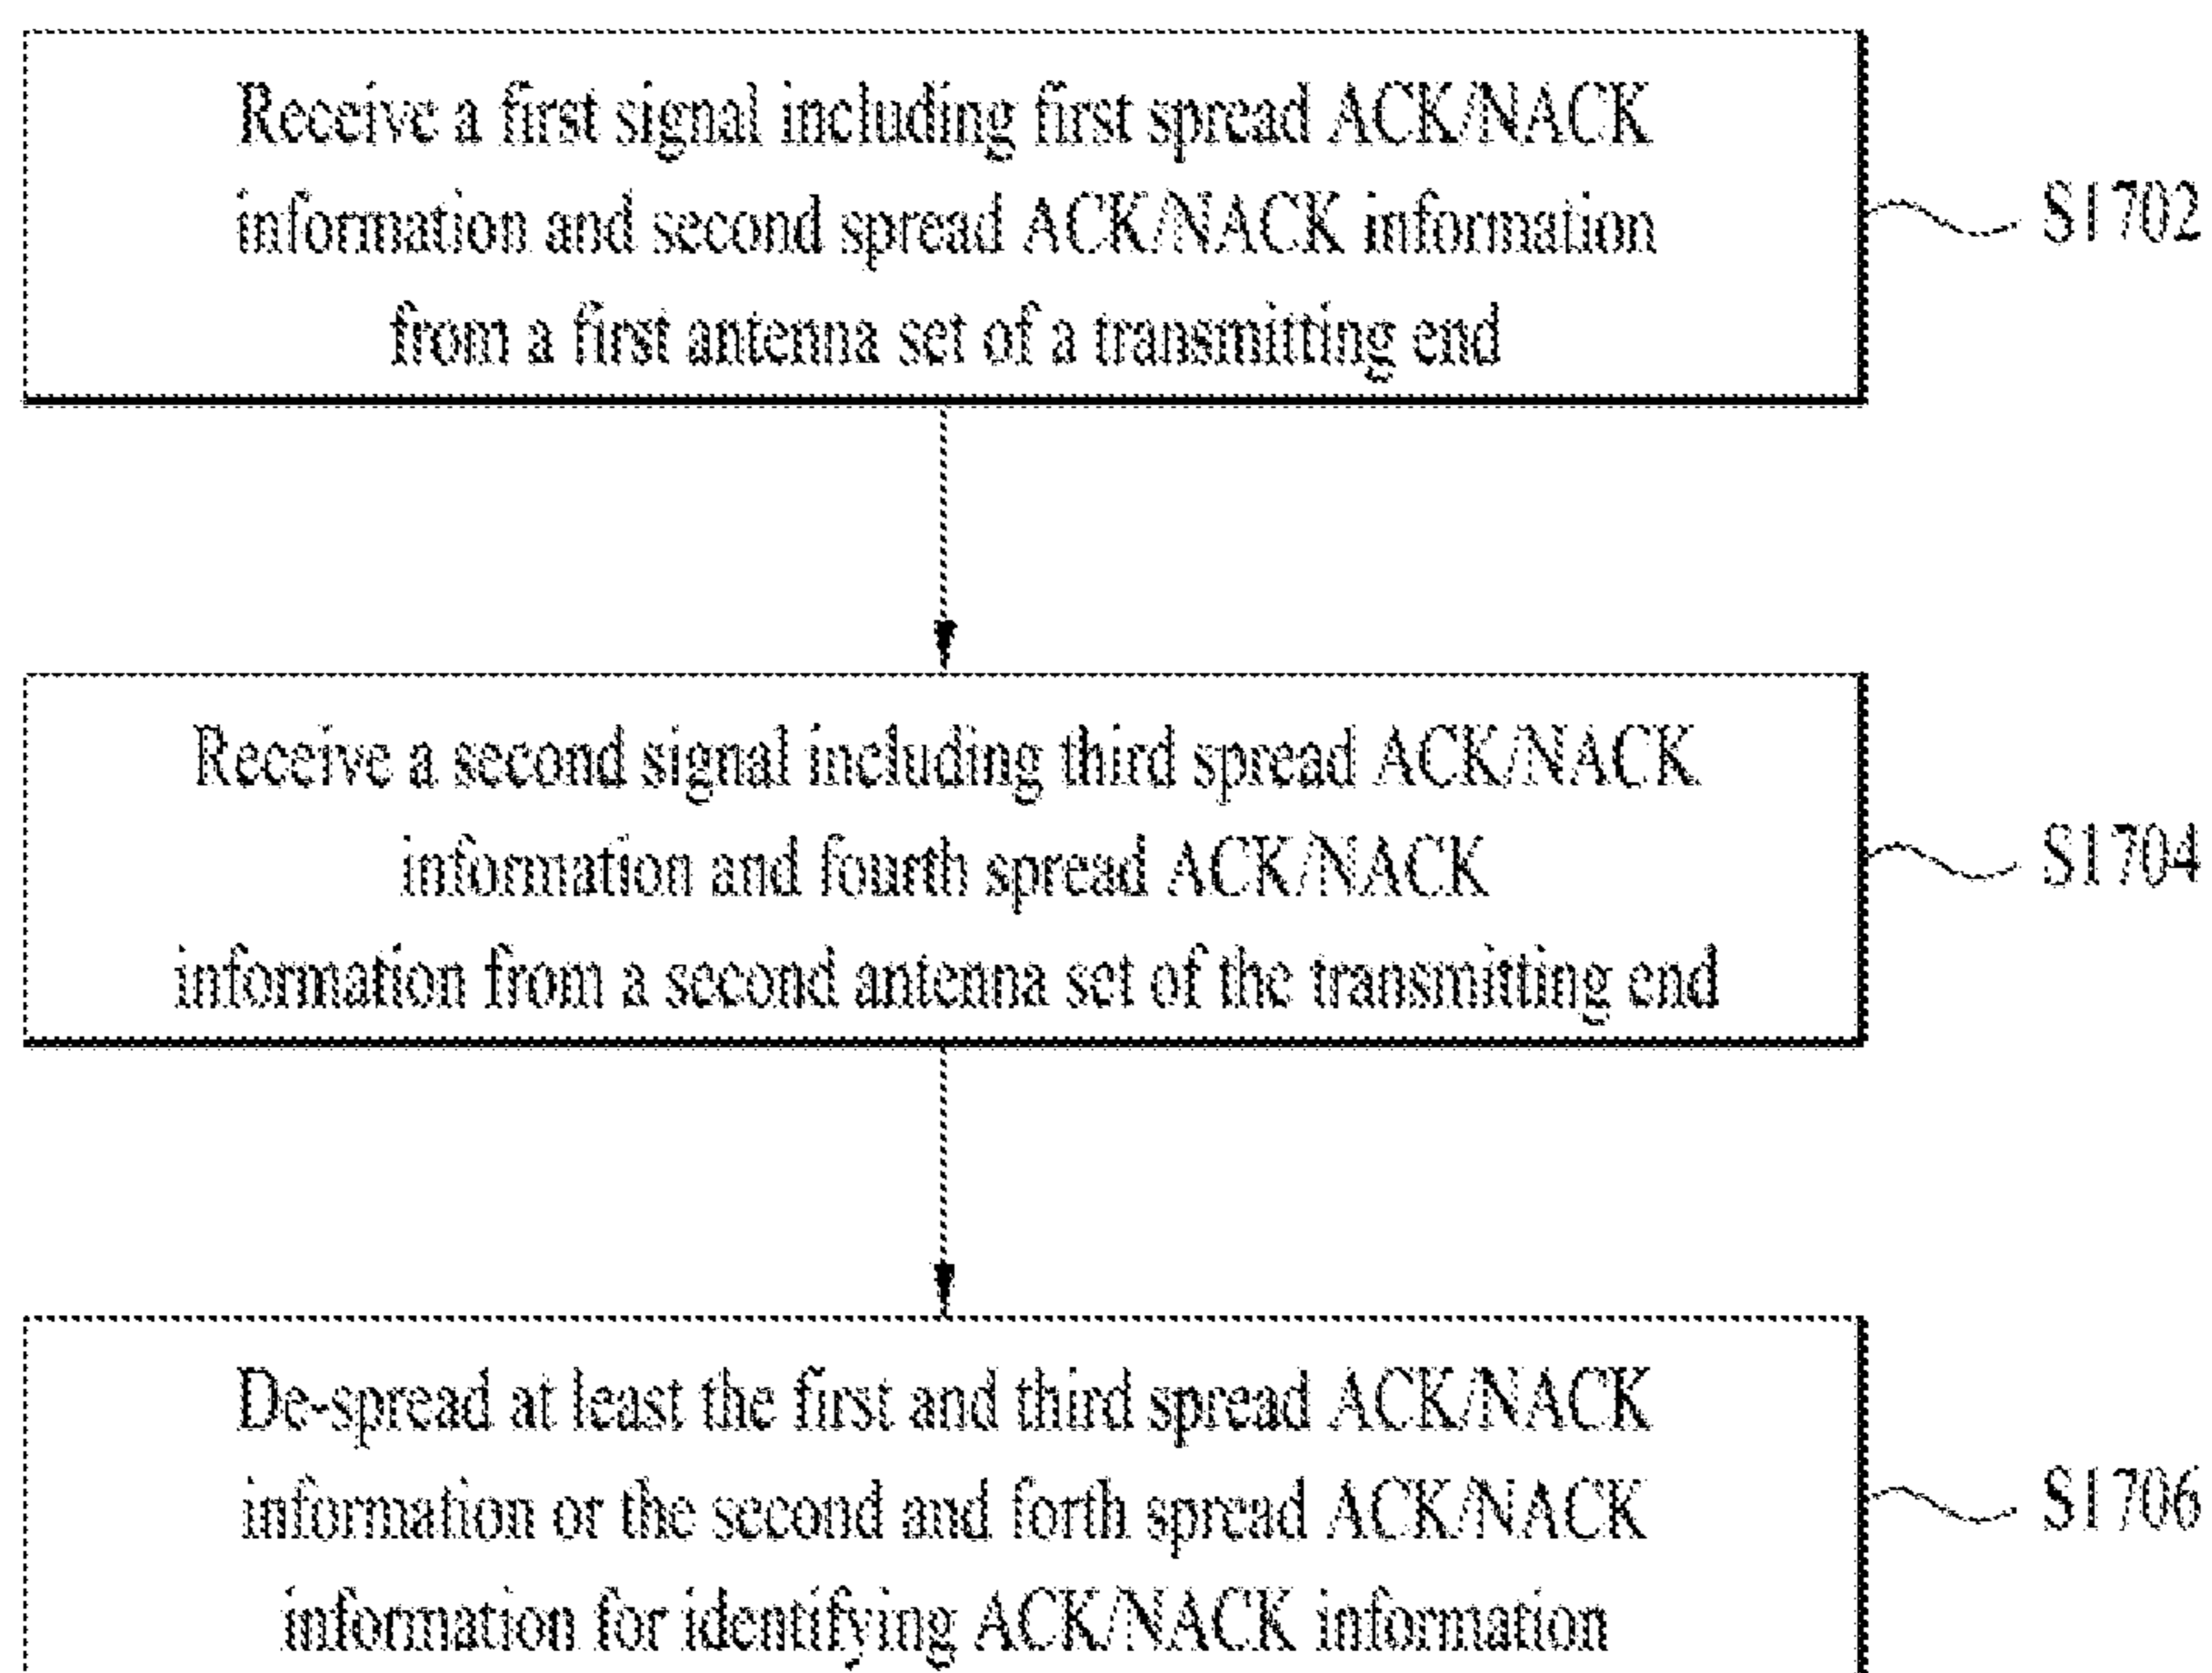 Receive a first signal including first spread ACK/NACK
information and second spread ACK/NACK information
from a first antenna set of a transmitting end
S1702
Receive a second signal including third spread ACK/NACK
information and fourth spread ACK/NACK
information from a second antenna set of the transmitting end
S1704
De-spread at least the first and third spread ACK/NACK
information or the second and forth spread ACK/NACK
information for identifying ACK/NACK information
S1706